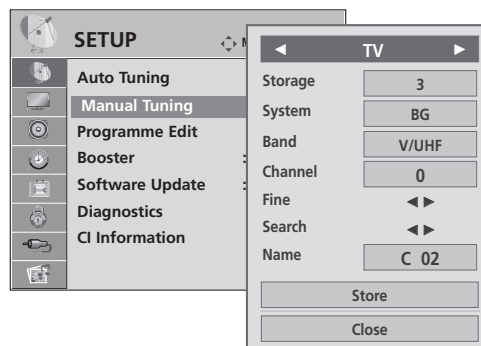 SETUP
Auto Tuning
Manual Tuning
Programme Edit
Booster :
Software Update :
Diagnostics
CI Information
◄ TV ►
Storage 3
System BG
Band V/UHF
Channel 0
Fine ◄ ►
Search ◄ ►
Name C 02
Store
Close